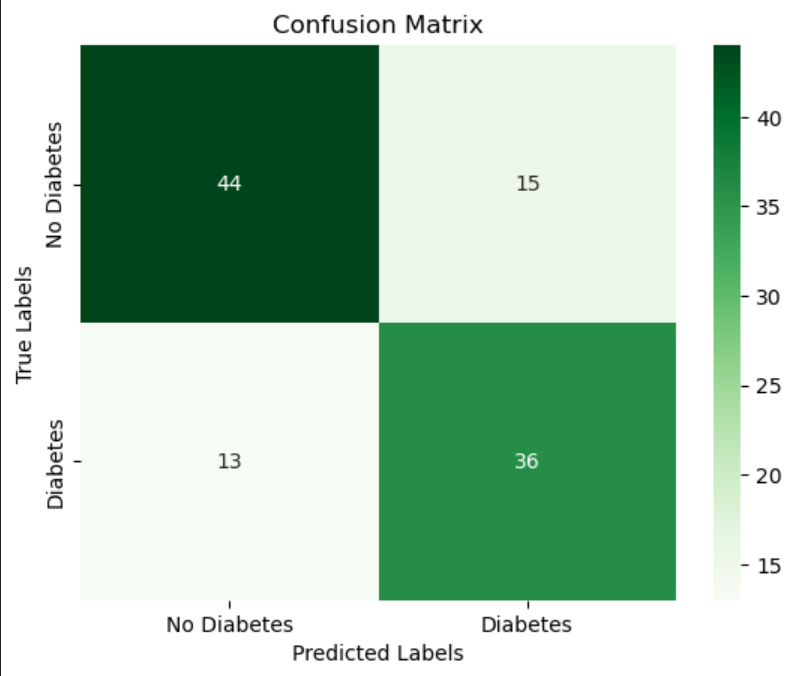 Confusion Matrix
No Diabetes
Diabetes
True Labels
44
15
13
36
No Diabetes
Diabetes
Predicted Labels
40
35
30
25
20
15